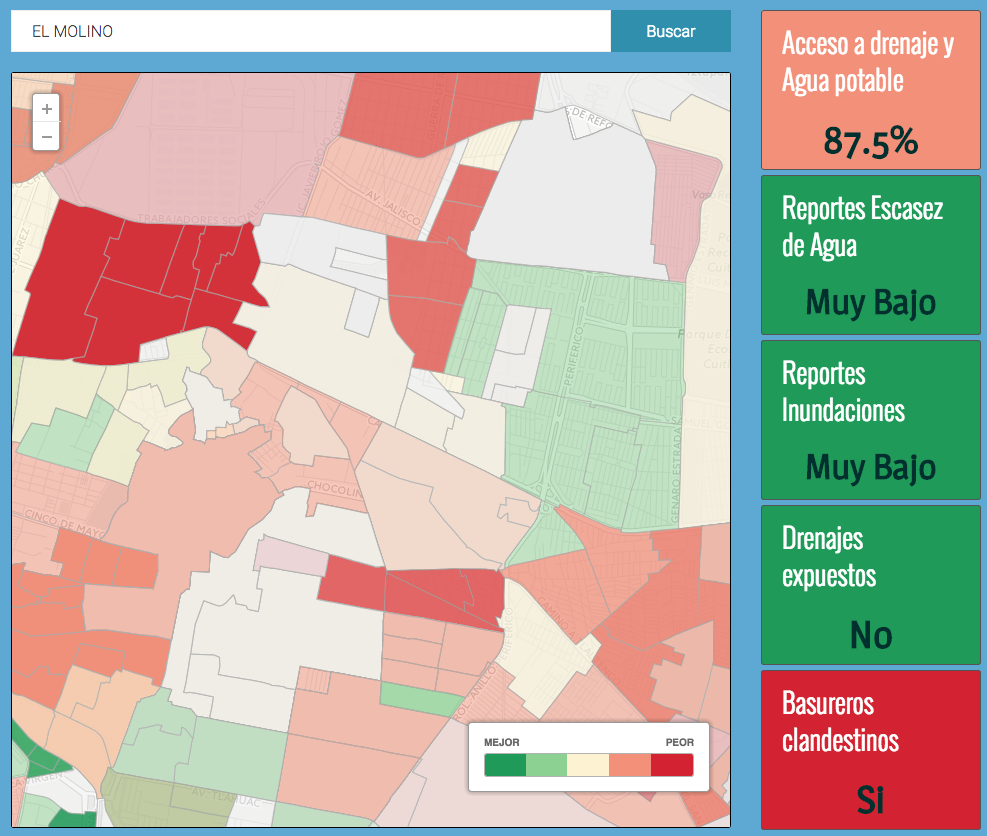 EL MOLINO
Buscar
+
−
TRABAJADORES SOCIALES
AV. JALISCO
PERIFERICO
GENARO ESTRADA
CHOCOLIN
CINCO DE MAYO
AV. TLAHUAC
MEJOR
PEOR
Acceso a drenaje y
Agua potable
87.5%
Reportes Escasez
de Agua
Muy Bajo
Reportes
Inundaciones
Muy Bajo
Drenajes
expuestos
No
Basureros
clandestinos
Si